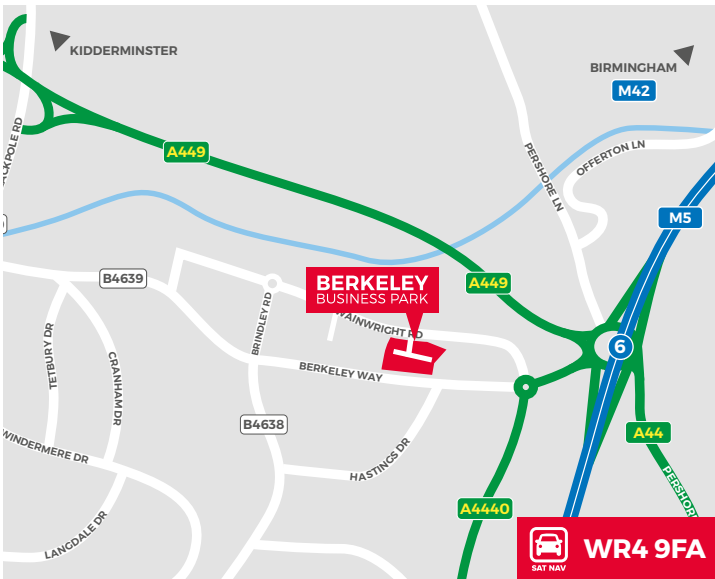 KIDDERMINSTER
BIRMINGHAM
M42
A449
PERSHORE LN
OFFERTON LN
M5
B4639
BRINDLEY RD
BERKELEY
BUSINESS PARK
A449
WAINWRIGHT RD
6
TETBURY DR
CRANHAM DR
BERKELEY WAY
B4638
HASTINGS DR
A44
WINDERMERE DR
LANGDALE DR
A4440
SAT NAV
WR4 9FA